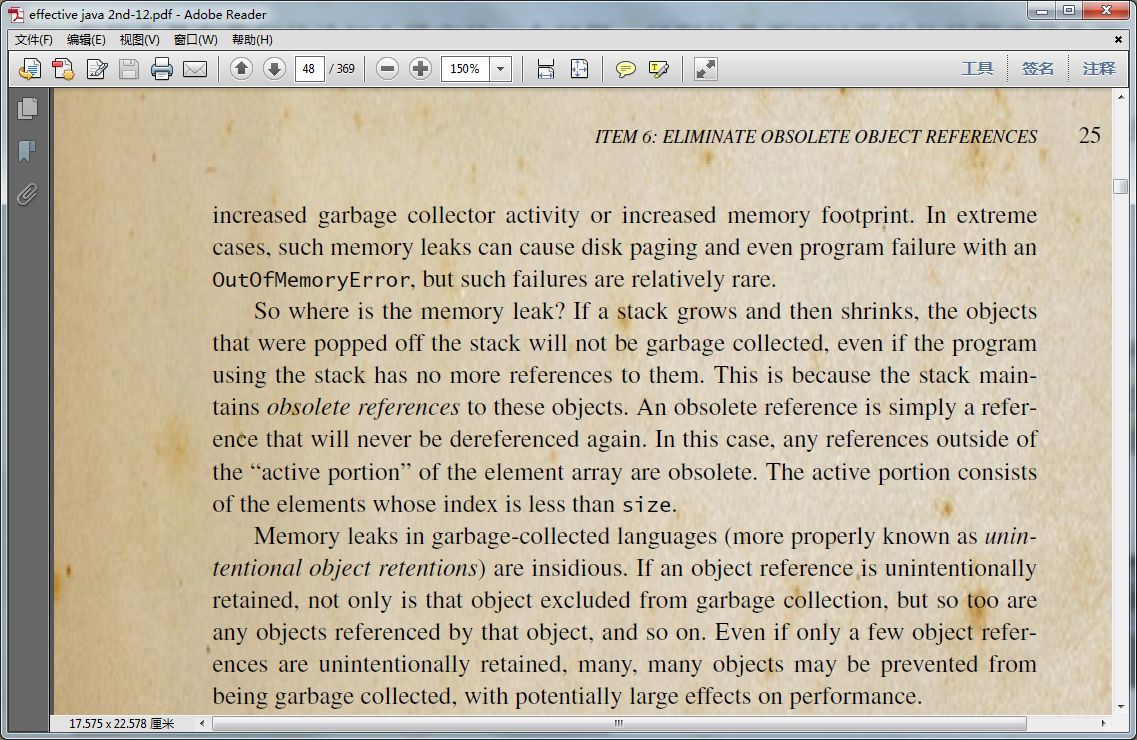 effective java 2nd-12.pdf - Adobe Reader
文件(F) 编辑(E) 视图(V) 窗口(W) 帮助(H)
48 / 369 150% 工具 签名 注释
ITEM 6: ELIMINATE OBSOLETE OBJECT REFERENCES 25
increased garbage collector activity or increased memory footprint. In extreme
cases, such memory leaks can cause disk paging and even program failure with an
OutOfMemoryError, but such failures are relatively rare.
So where is the memory leak? If a stack grows and then shrinks, the objects
that were popped off the stack will not be garbage collected, even if the program
using the stack has no more references to them. This is because the stack main-
tains obsolete references to these objects. An obsolete reference is simply a refer-
ence that will never be dereferenced again. In this case, any references outside of
the “active portion” of the element array are obsolete. The active portion consists
of the elements whose index is less than size.
Memory leaks in garbage-collected languages (more properly known as unin-
tentional object retentions) are insidious. If an object reference is unintentionally
retained, not only is that object excluded from garbage collection, but so too are
any objects referenced by that object, and so on. Even if only a few object refer-
ences are unintentionally retained, many, many objects may be prevented from
being garbage collected, with potentially large effects on performance.
17.575 x 22.578 厘米